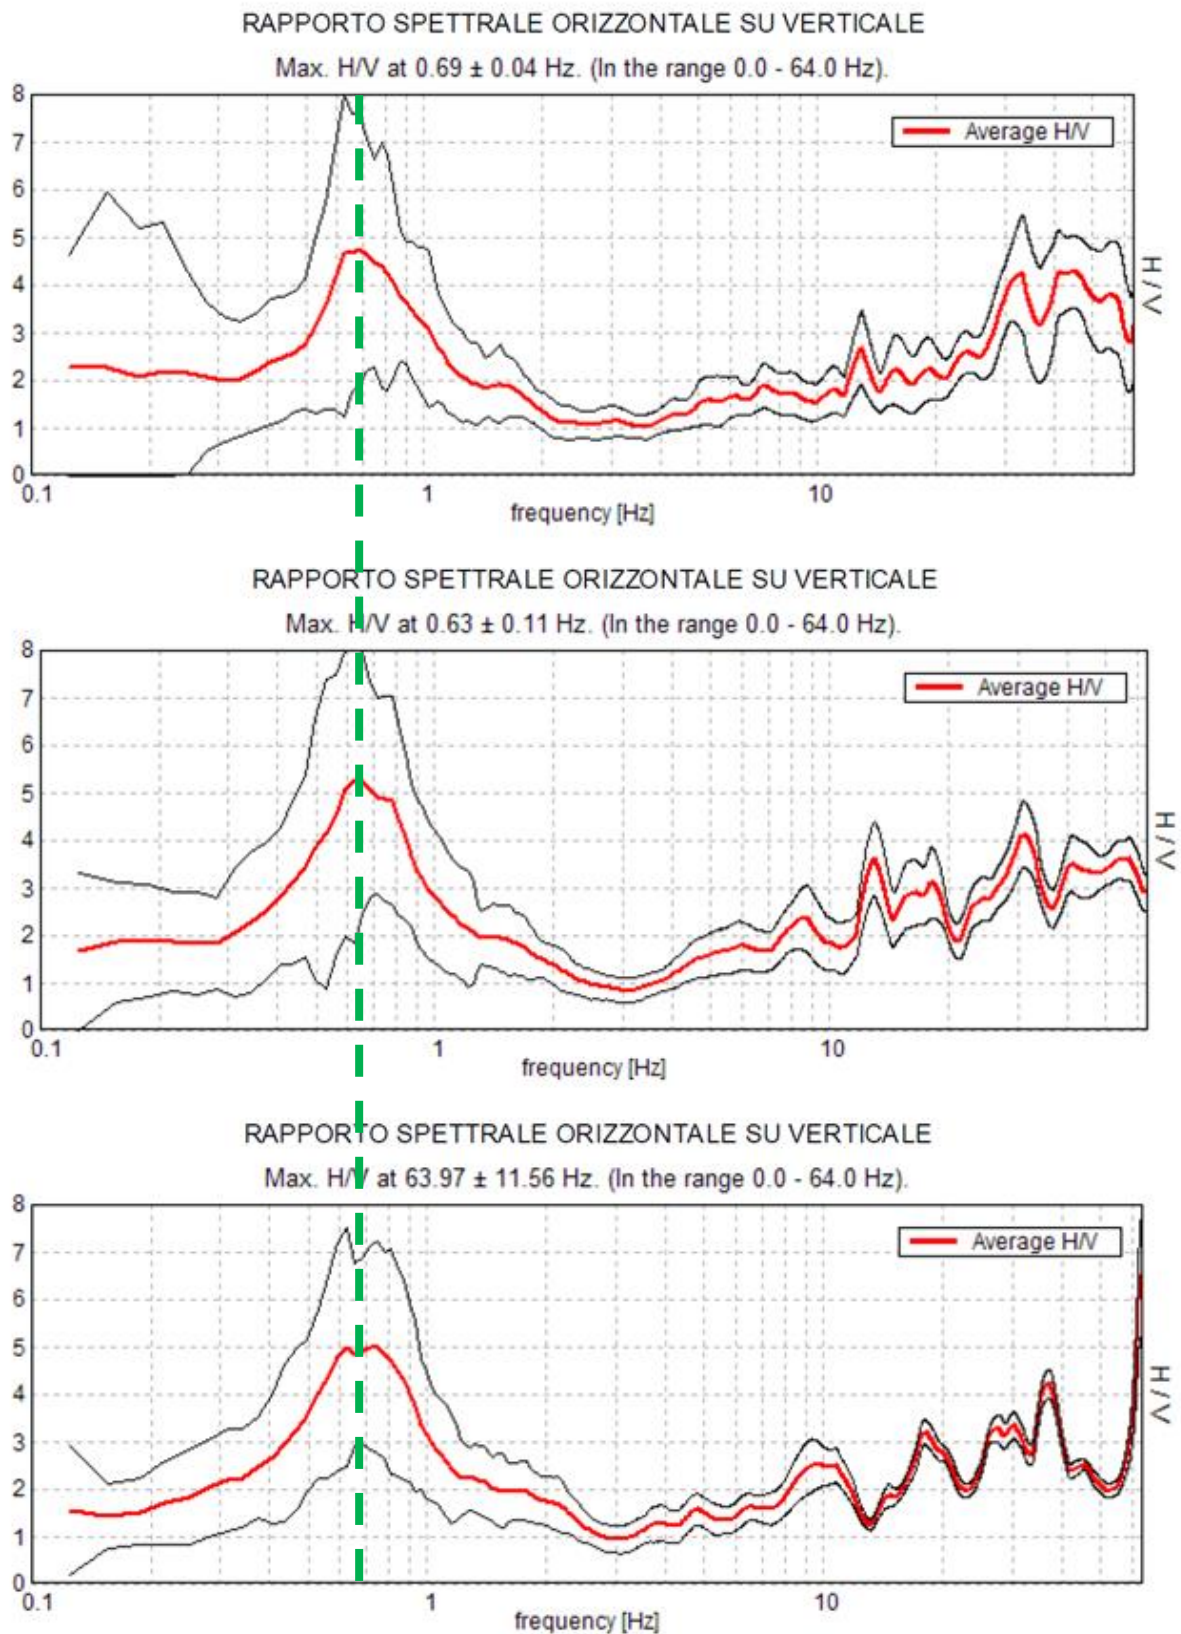 RAPPORTO SPETTRALE ORIZZONTALE SU VERTICALE
Max. H/V at 0.69 ± 0.04 Hz. (In the range 0.0 - 64.0 Hz).
8
7
6
5
4
3
2
1
0
Average H/V
H / V
0.1 1 10
frequency [Hz]
RAPPORTO SPETTRALE ORIZZONTALE SU VERTICALE
Max. H/V at 0.63 ± 0.11 Hz. (In the range 0.0 - 64.0 Hz).
8
7
6
5
4
3
2
1
0
Average H/V
H / V
0.1 1 10
frequency [Hz]
RAPPORTO SPETTRALE ORIZZONTALE SU VERTICALE
Max. H/V at 63.97 ± 11.56 Hz. (In the range 0.0 - 64.0 Hz).
8
7
6
5
4
3
2
1
0
Average H/V
H / V
0.1 1 10
frequency [Hz]